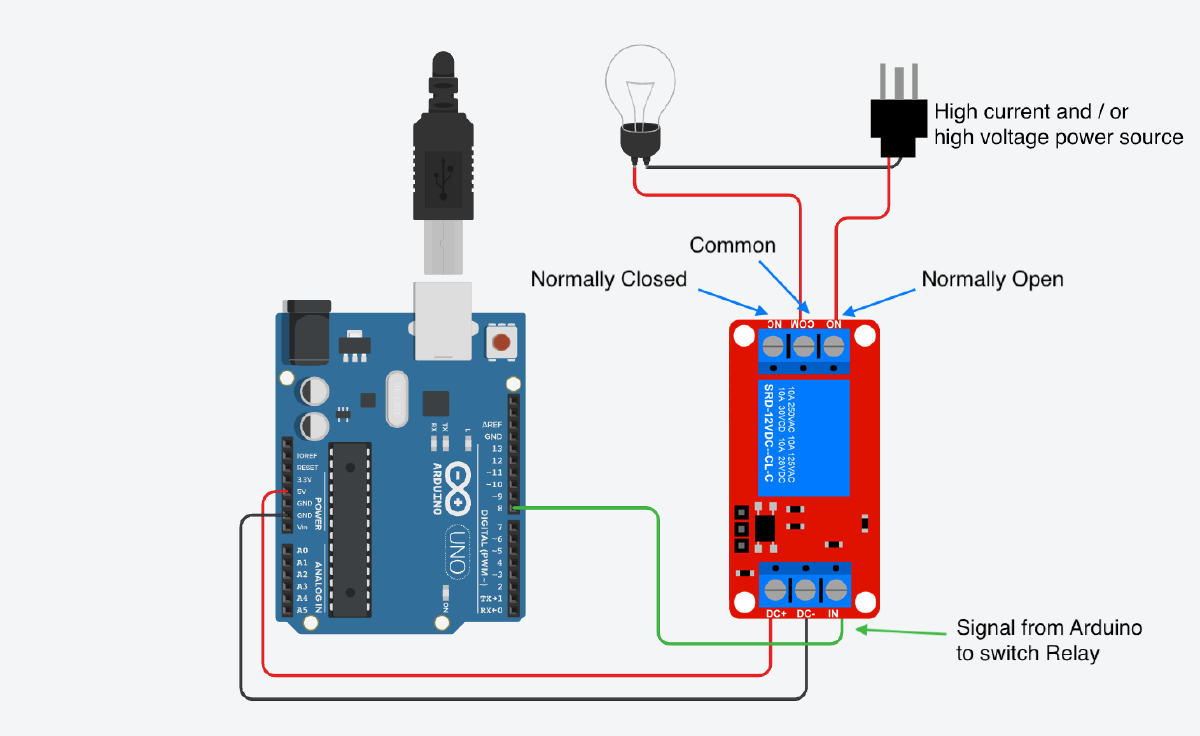 High current and / or
high voltage power source
Common
Normally Closed
Normally Open
NC
COM
NO
10A 250VAC 10A 125VAC
10A 30VCD 10A 28VDC
SRD-12VDC--CL-C
DC+
DC-
IN
Signal from Arduino
to switch Relay
AREF
GND
13
12
~11
~10
~9
8
7
~6
~5
4
~3
2
TX→1
RX←0
DIGITAL (PWM~)
IOREF
RESET
3.3V
5V
GND
GND
Vin
POWER
A0
A1
A2
A3
A4
A5
ANALOG IN
RX
TX
L
ARDUINO
UNO
ON